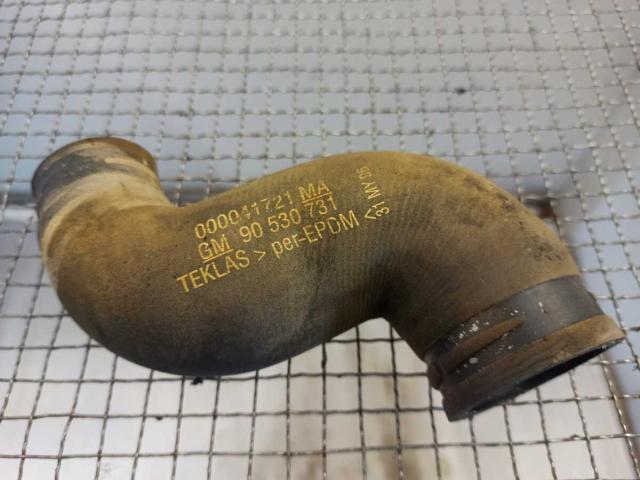 000041721 MA
GM 90 530 731
TEKLAS > per-EPDM <
31 MY 05